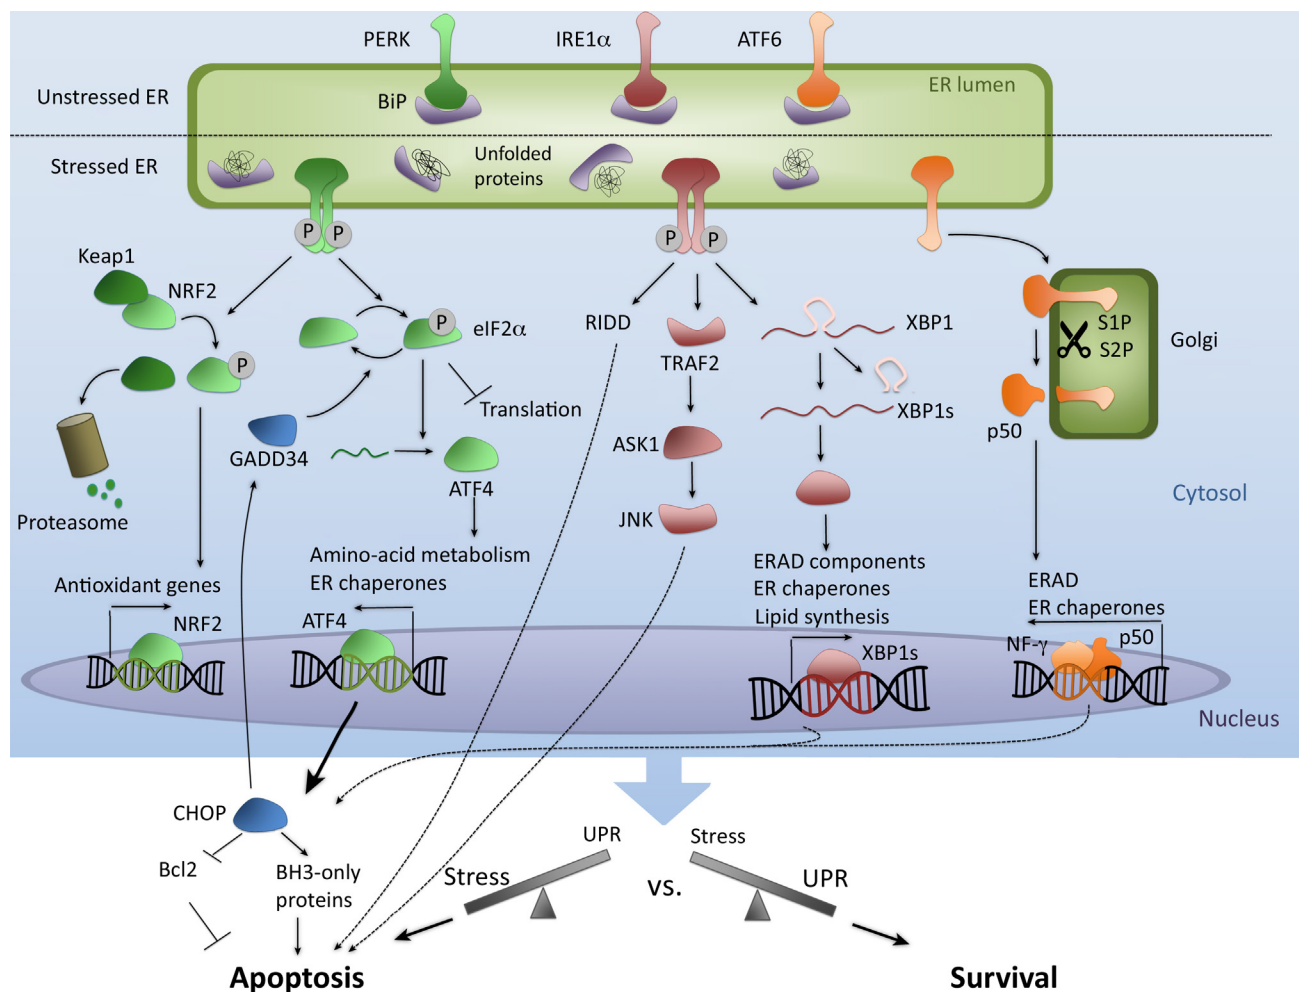 PERK
IRE1α
ATF6
Unstressed ER
BiP
ER lumen
Stressed ER
Unfolded
proteins
P
P
P
P
Keap1
NRF2
P
eIF2α
P
Translation
GADD34
ATF4
Proteasome
Amino-acid metabolism
ER chaperones
Antioxidant genes
NRF2
ATF4
RIDD
TRAF2
ASK1
JNK
XBP1
XBP1s
ERAD components
ER chaperones
Lipid synthesis
XBP1s
S1P
S2P
Golgi
p50
Cytosol
ERAD
ER chaperones
NF-γ
p50
Nucleus
CHOP
Bcl2
BH3-only
proteins
UPR
Stress
vs.
Stress
UPR
Apoptosis
Survival